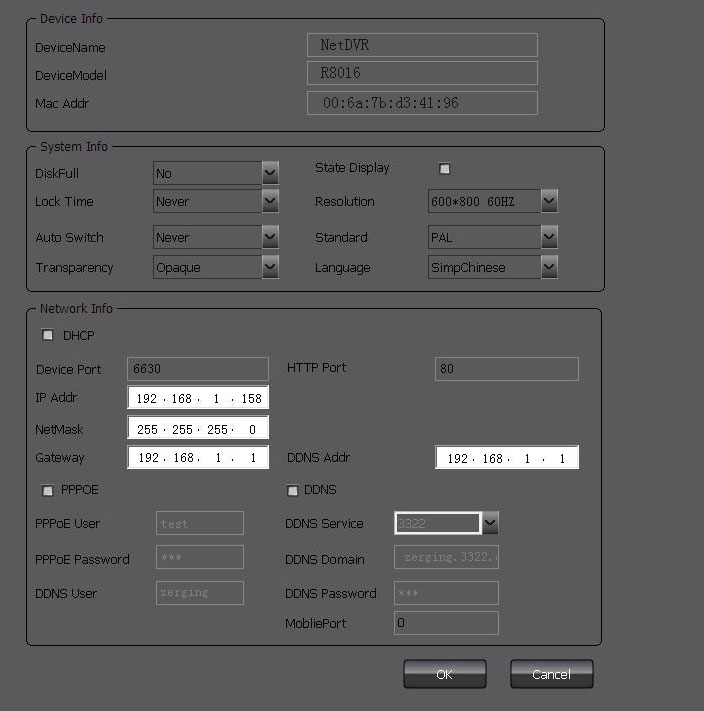 Device Info
DeviceName NetDVR
DeviceModel R8016
Mac Addr 00:6a:7b:d3:41:96
System Info
DiskFull No State Display
Lock Time Never Resolution 600*800 60HZ
Auto Switch Never Standard PAL
Transparency Opaque Language SimpChinese
Network Info
DHCP
Device Port 6630 HTTP Port 80
IP Addr 192 . 168 . 1 . 158
NetMask 255 . 255 . 255 . 0
Gateway 192 . 168 . 1 . 1 DDNS Addr 192 . 168 . 1 . 1
PPPOE DDNS
PPPoE User test DDNS Service 3322
PPPoE Password *** DDNS Domain zerging.3322.
DDNS User zerging DDNS Password ***
MobliePort 0
OK Cancel